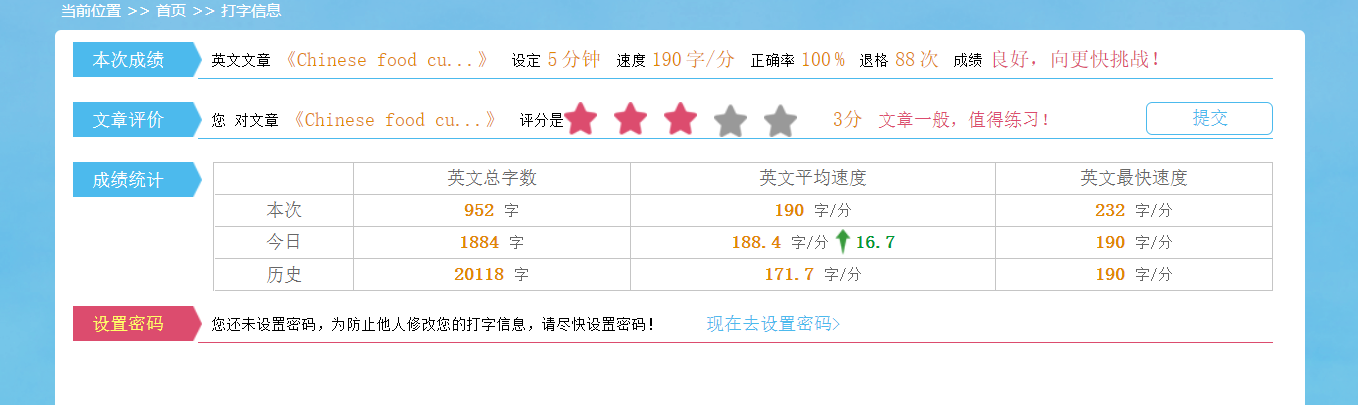 当前位置 >> 首页 >> 打字信息
本次成绩 英文文章 《Chinese food cu...》 设定 5 分钟 速度 190 字/分 正确率 100 % 退格 88 次 成绩 良好，向更快挑战！
文章评价 您 对文章 《Chinese food cu...》 评分是 3分 文章一般，值得练习！ 提交
成绩统计 英文总字数 英文平均速度 英文最快速度
本次 952 字 190 字/分 232 字/分
今日 1884 字 188.4 字/分 16.7 190 字/分
历史 20118 字 171.7 字/分 190 字/分
设置密码 您还未设置密码，为防止他人修改您的打字信息，请尽快设置密码！ 现在去设置密码>